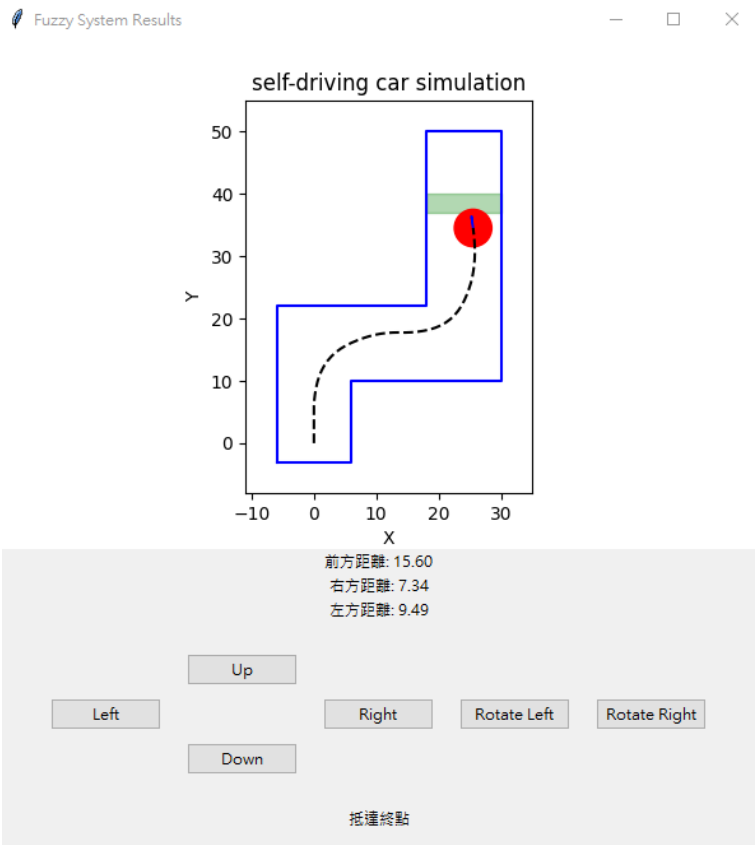 Fuzzy System Results
self-driving car simulation
50
40
30
20
10
0
Y
−10 0 10 20 30
X
前方距離: 15.60
右方距離: 7.34
左方距離: 9.49
Up
Left Right Rotate Left Rotate Right
Down
抵達終點